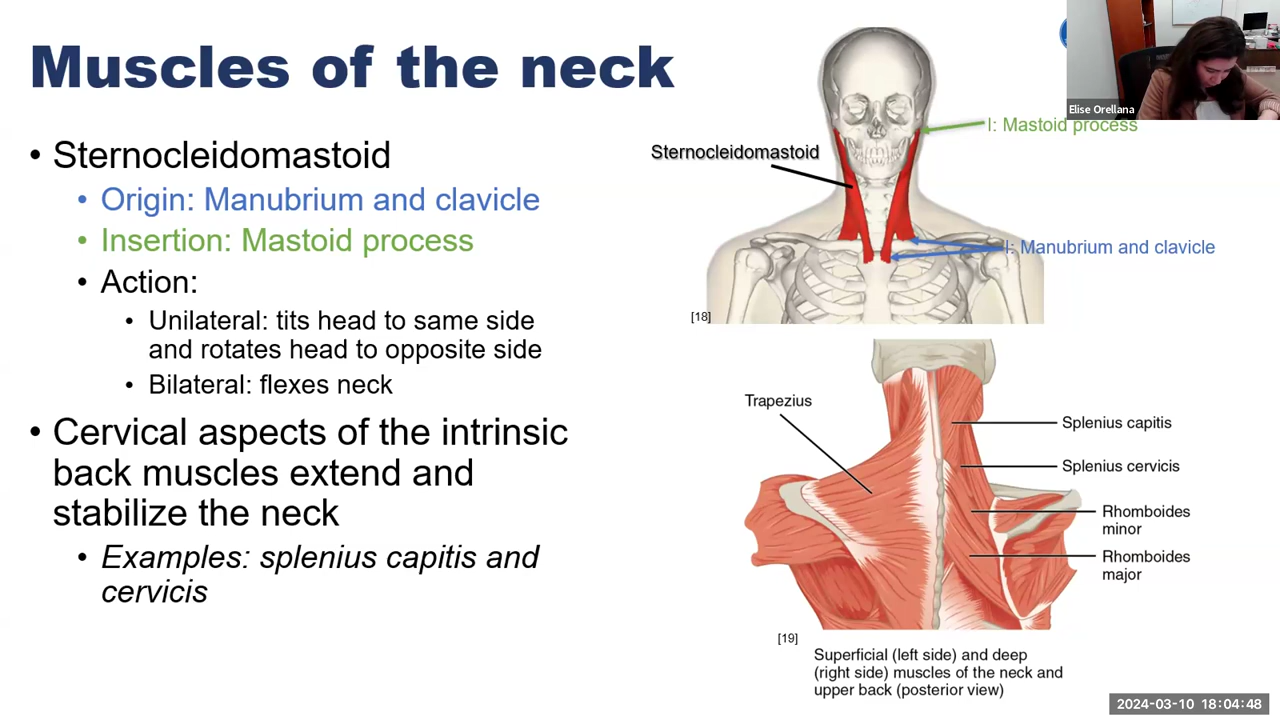 Muscles of the neck
• Sternocleidomastoid
• Origin: Manubrium and clavicle
• Insertion: Mastoid process
• Action:
• Unilateral: tits head to same side
and rotates head to opposite side
• Bilateral: flexes neck
• Cervical aspects of the intrinsic
back muscles extend and
stabilize the neck
• Examples: splenius capitis and
cervicis
Elise Orellana
I: Mastoid process
Sternocleidomastoid
I: Manubrium and clavicle
[18]
Trapezius
Splenius capitis
Splenius cervicis
Rhomboides
minor
Rhomboides
major
[19]
Superficial (left side) and deep
(right side) muscles of the neck and
upper back (posterior view)
2024-03-10 18:04:48